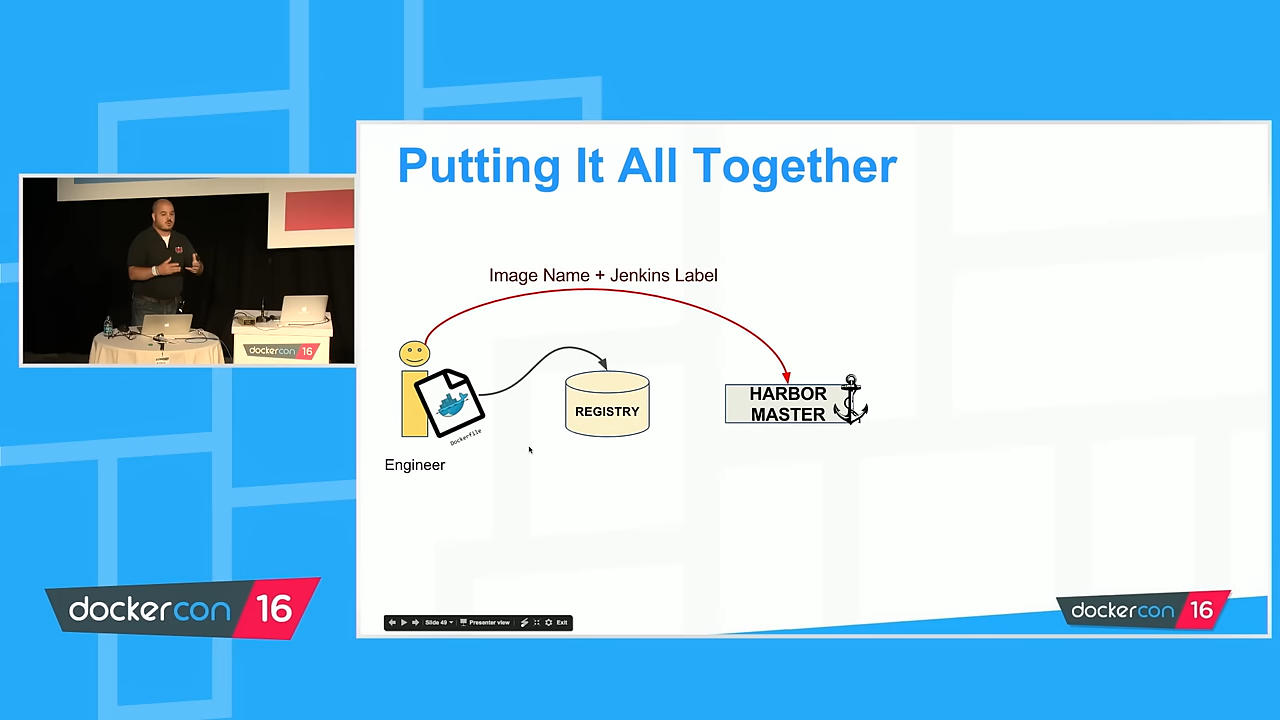 Putting It All Together
Image Name + Jenkins Label
REGISTRY
HARBOR
MASTER
Dockerfile
Engineer
Slide 49
Presenter view
Exit
dockercon 16
dockercon 16
dockercon 16